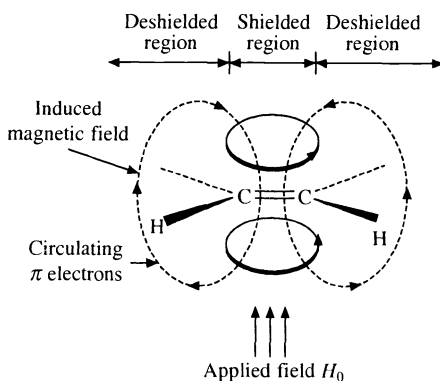 Deshielded Shielded Deshielded
region region region
Induced
magnetic field
C C
H H
Circulating
π electrons
Applied field H₀